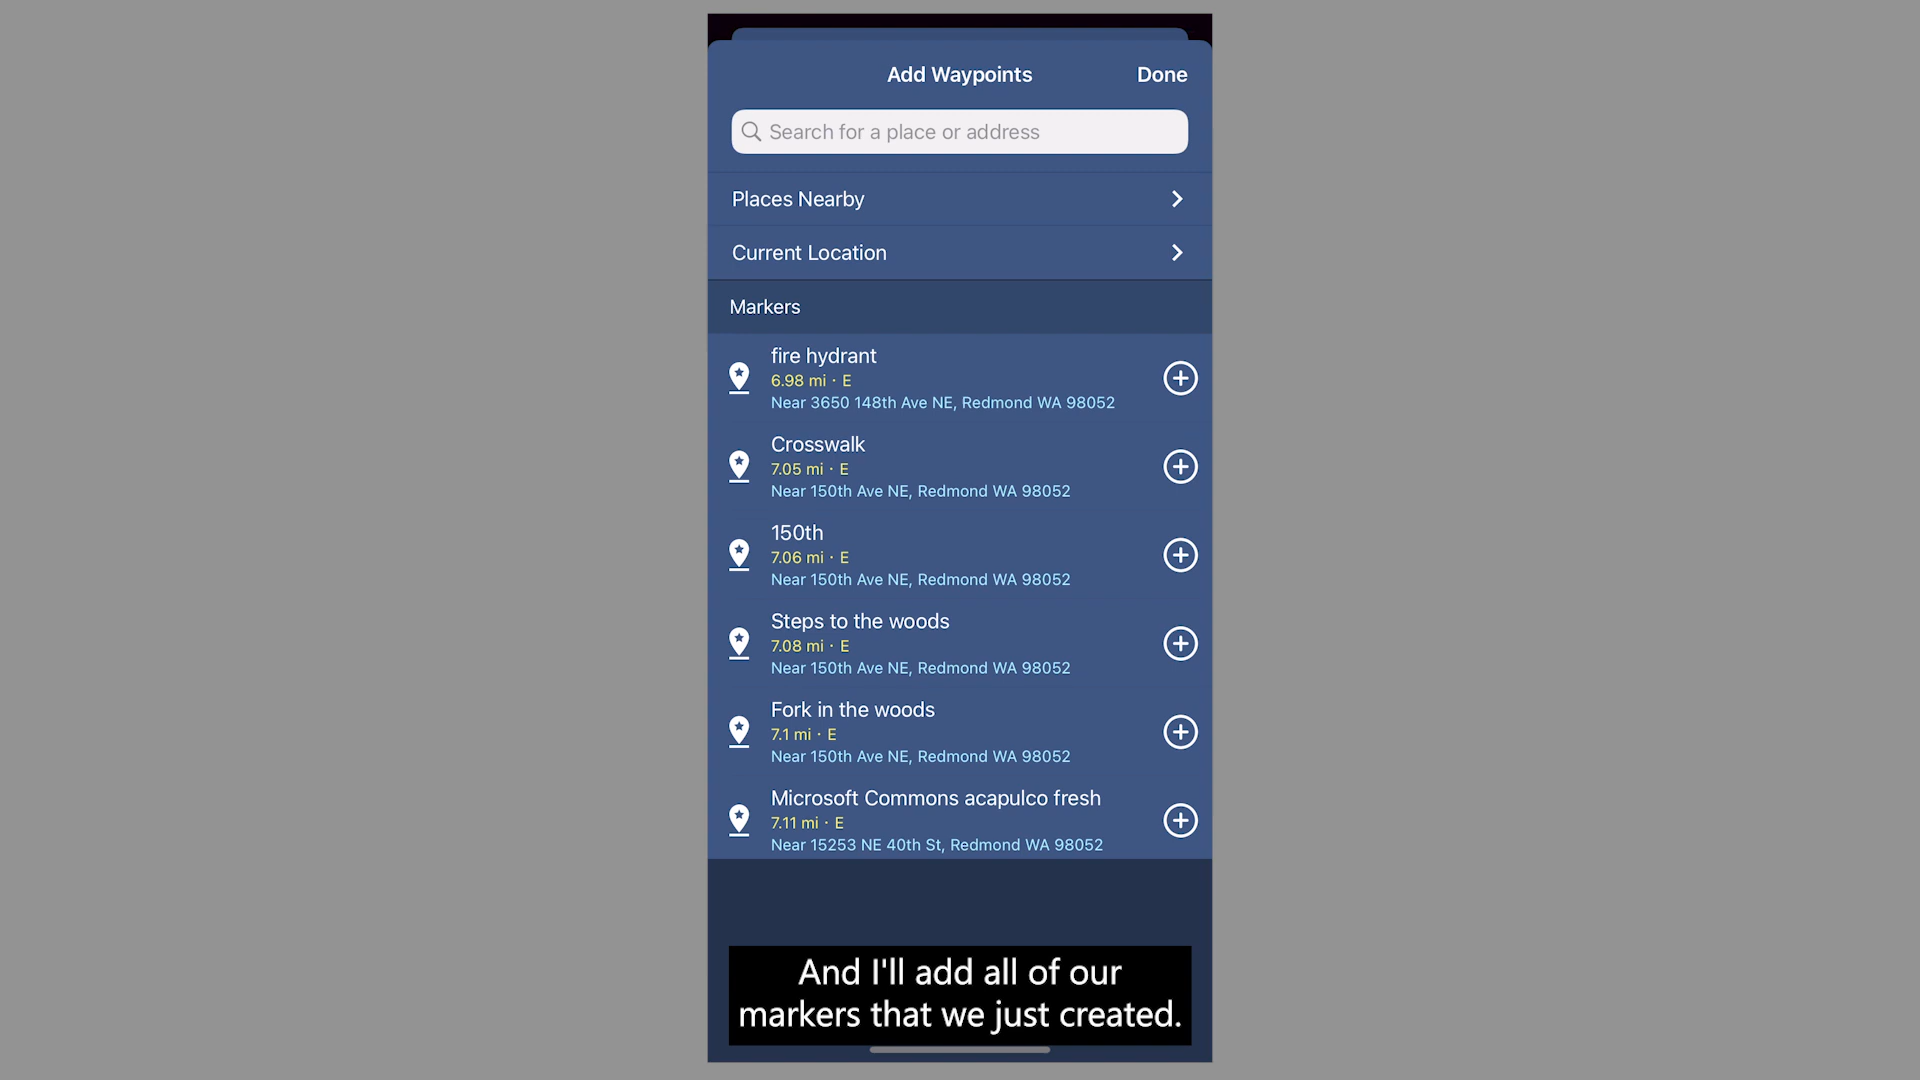 Add Waypoints
Done
Search for a place or address
Places Nearby
Current Location
Markers
fire hydrant
6.98 mi · E
Near 3650 148th Ave NE, Redmond WA 98052
Crosswalk
7.05 mi · E
Near 150th Ave NE, Redmond WA 98052
150th
7.06 mi · E
Near 150th Ave NE, Redmond WA 98052
Steps to the woods
7.08 mi · E
Near 150th Ave NE, Redmond WA 98052
Fork in the woods
7.1 mi · E
Near 150th Ave NE, Redmond WA 98052
Microsoft Commons acapulco fresh
7.11 mi · E
Near 15253 NE 40th St, Redmond WA 98052
And I'll add all of our
markers that we just created.